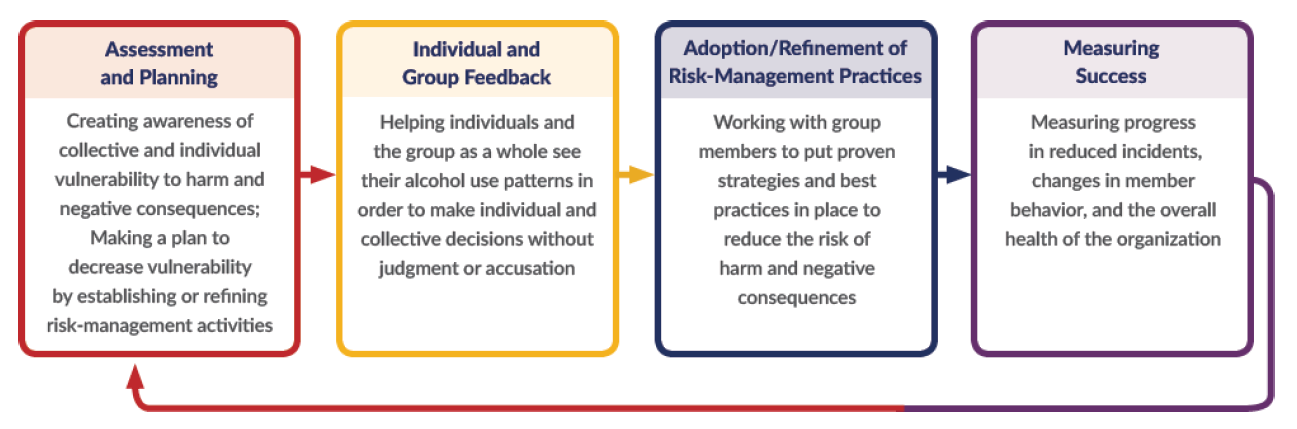 Assessment
and Planning
Creating awareness of
collective and individual
vulnerability to harm and
negative consequences;
Making a plan to
decrease vulnerability
by establishing or refining
risk-management activities
Individual and
Group Feedback
Helping individuals and
the group as a whole see
their alcohol use patterns in
order to make individual and
collective decisions without
judgment or accusation
Adoption/Refinement of
Risk-Management Practices
Working with group
members to put proven
strategies and best
practices in place to
reduce the risk of
harm and negative
consequences
Measuring
Success
Measuring progress
in reduced incidents,
changes in member
behavior, and the overall
health of the organization